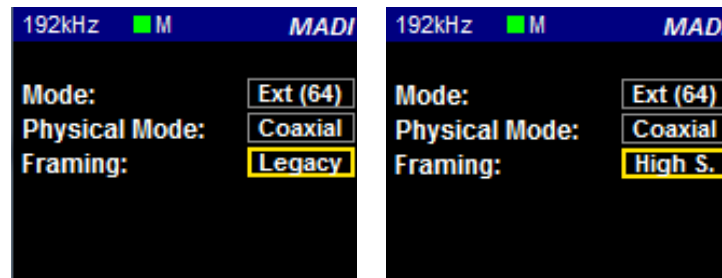 192kHz M MADI
Mode: Ext (64)
Physical Mode: Coaxial
Framing: Legacy
192kHz M MADI
Mode: Ext (64)
Physical Mode: Coaxial
Framing: High S.